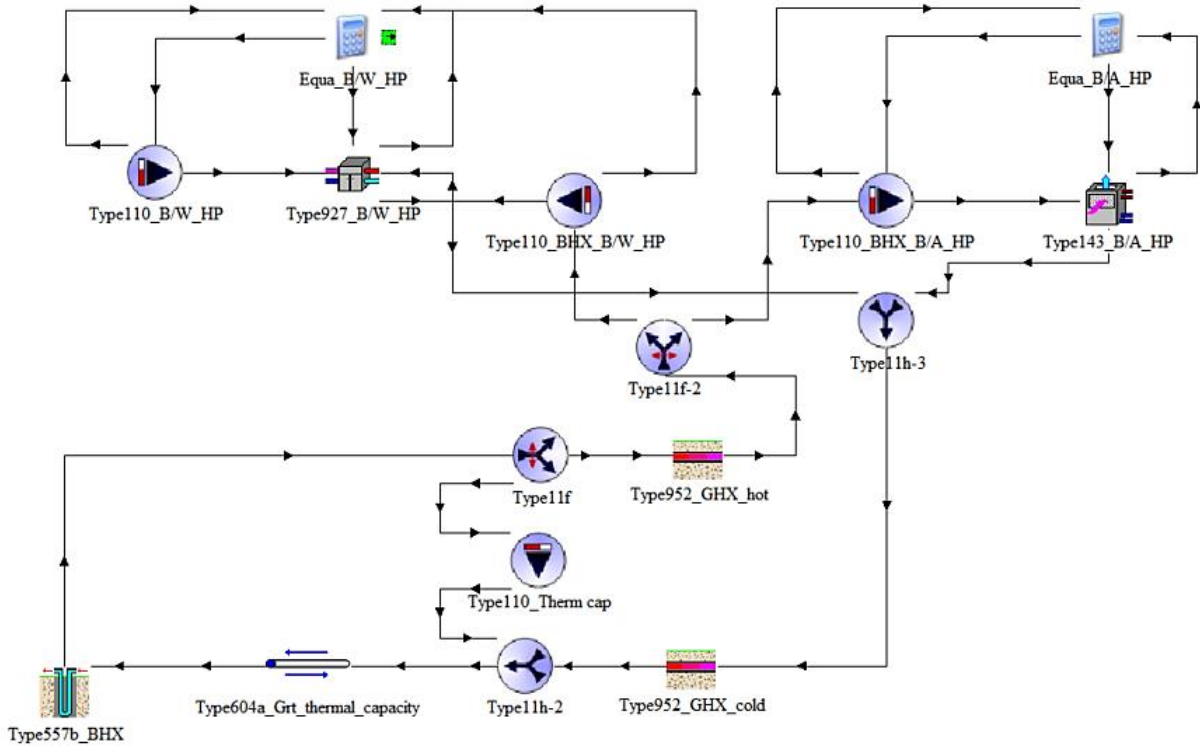 Equa_B/W_HP
Equa_B/A_HP
Type110_B/W_HP
Type927_B/W_HP
Type110_BHX_B/W_HP
Type110_BHX_B/A_HP
Type143_B/A_HP
Type11f-2
Type11h-3
Type11f
Type952_GHX_hot
Type110_Therm cap
Type604a_Grt_thermal_capacity
Type11h-2
Type952_GHX_cold
Type557b_BHX